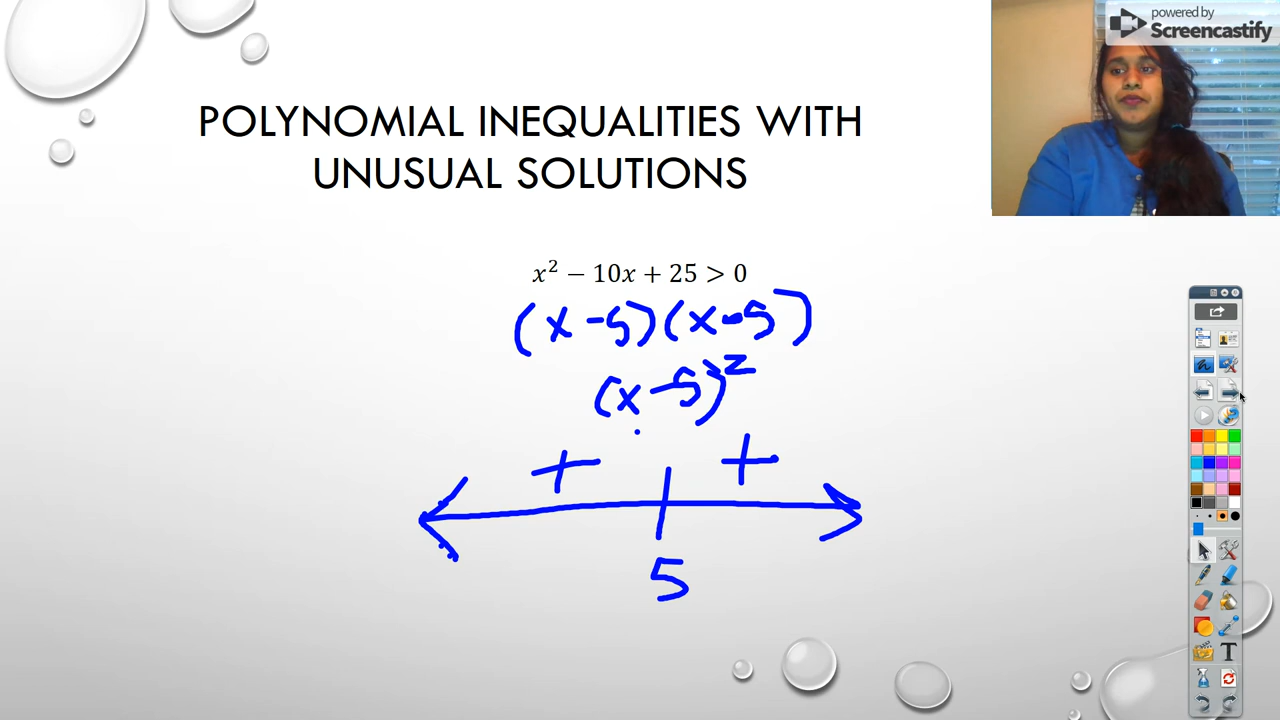 powered by
Screencastify
POLYNOMIAL INEQUALITIES WITH
UNUSUAL SOLUTIONS
x² − 10x + 25 > 0
(x-5)(x-5)
(x-5)²
+ +
5
T